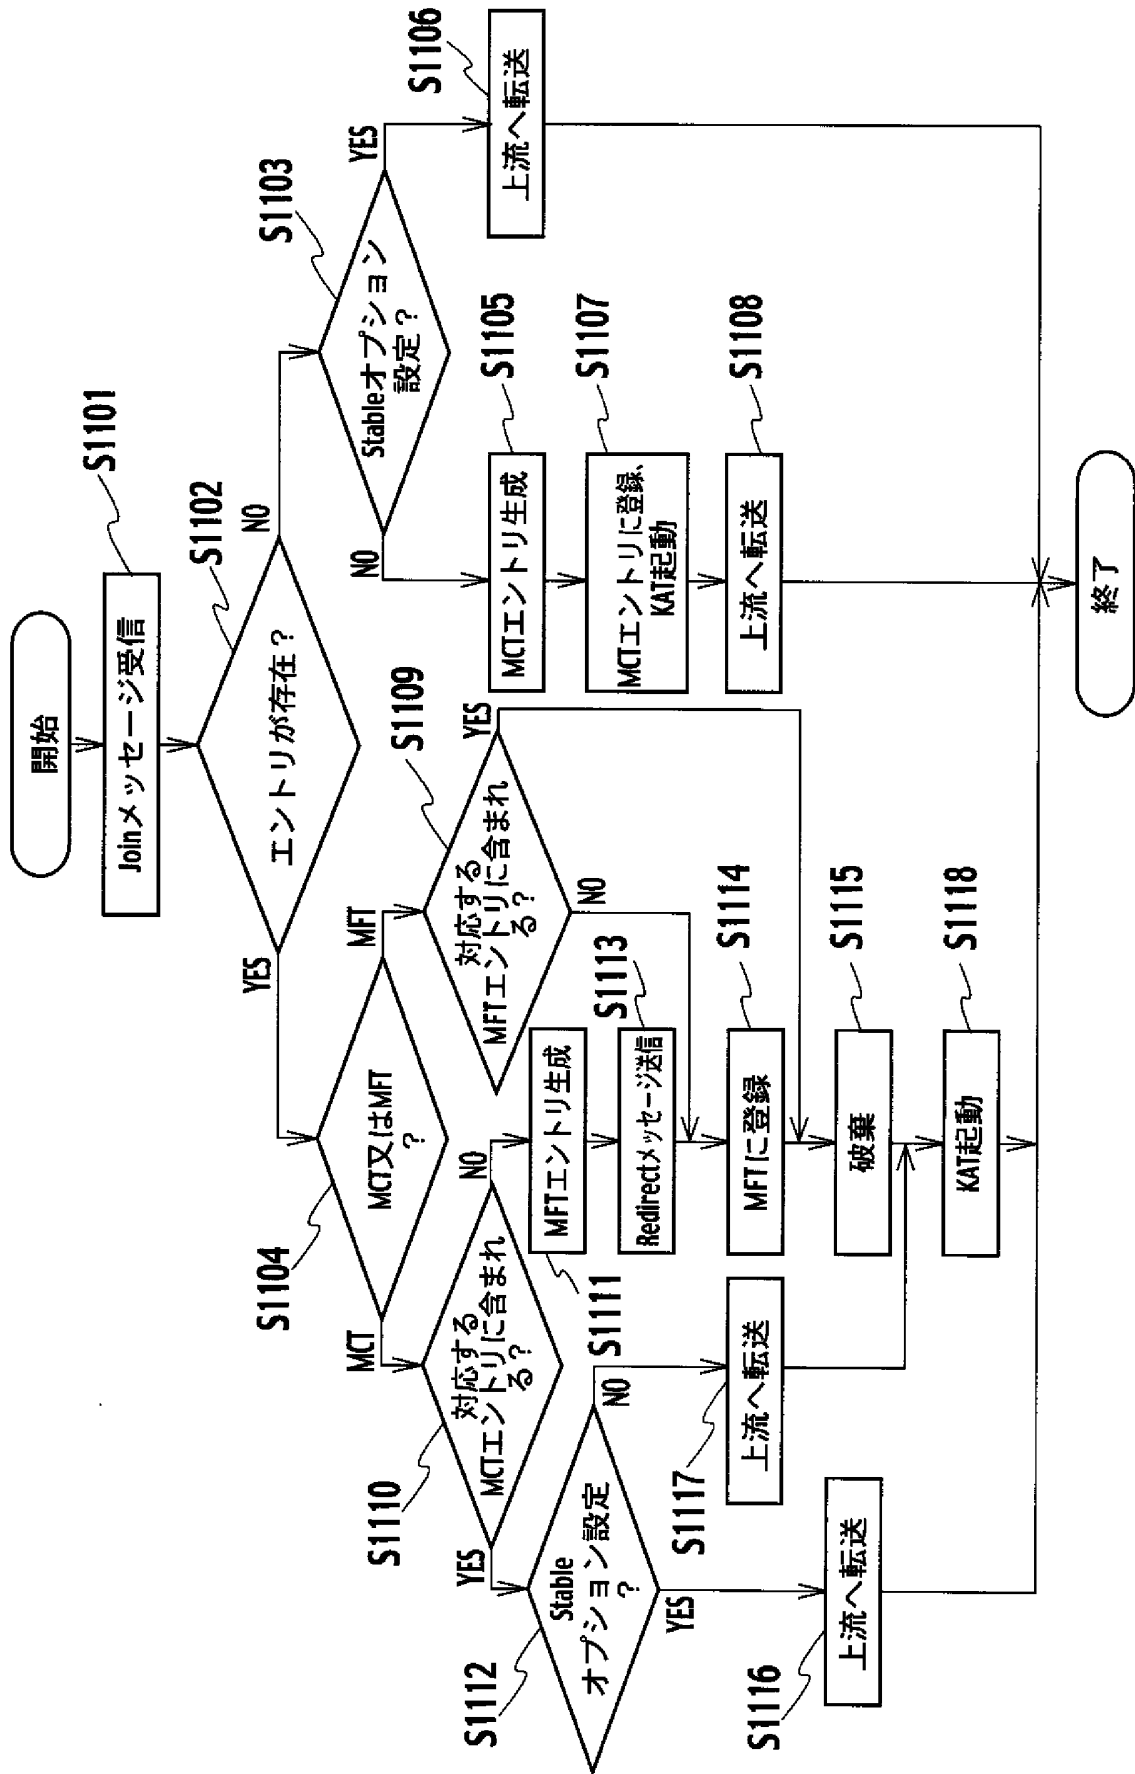 開始
S1101
Joinメッセージ受信
S1102
エントリが存在？
YES
NO
S1103
Stableオプション
設定？
NO
YES
S1104
MCT又はMFT
？
MCT
MFT
S1105
MCTエントリ生成
S1106
上流へ転送
S1107
MCTエントリに登録、
KAT起動
S1108
上流へ転送
S1109
対応する
MFTエントリに含まれ
る？
YES
NO
S1110
対応する
MCTエントリに含まれ
る？
YES
NO
S1111
MFTエントリ生成
S1113
Redirectメッセージ送信
S1112
Stable
オプション設定
？
NO
YES
S1114
MFTに登録
S1117
上流へ転送
S1115
破棄
S1116
上流へ転送
S1118
KAT起動
終了